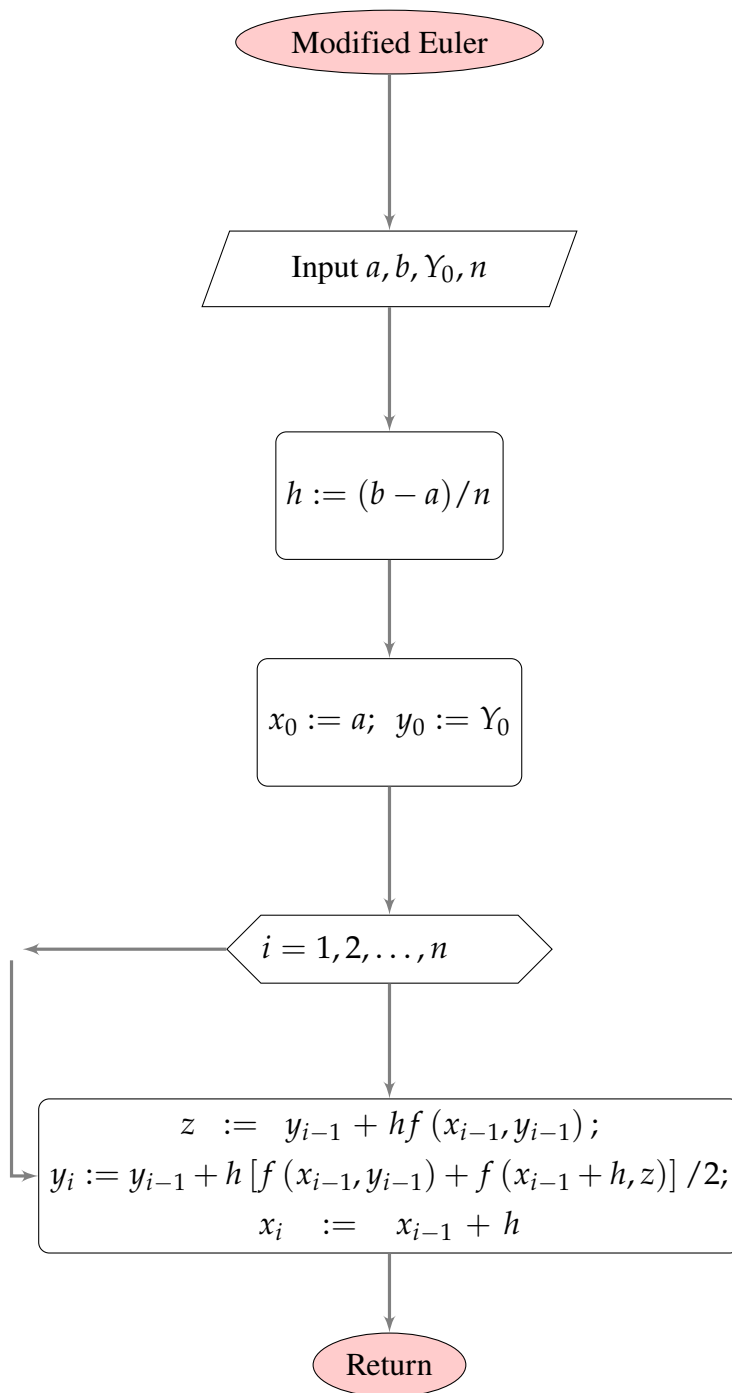 Modified Euler
Input a, b, Y₀, n
h := (b − a)/n
x₀ := a; y₀ := Y₀
i = 1, 2, . . . , n
z := yᵢ₋₁ + hf (xᵢ₋₁, yᵢ₋₁) ;
yᵢ := yᵢ₋₁ + h [f (xᵢ₋₁, yᵢ₋₁) + f (xᵢ₋₁ + h, z)] /2;
xᵢ := xᵢ₋₁ + h
Return